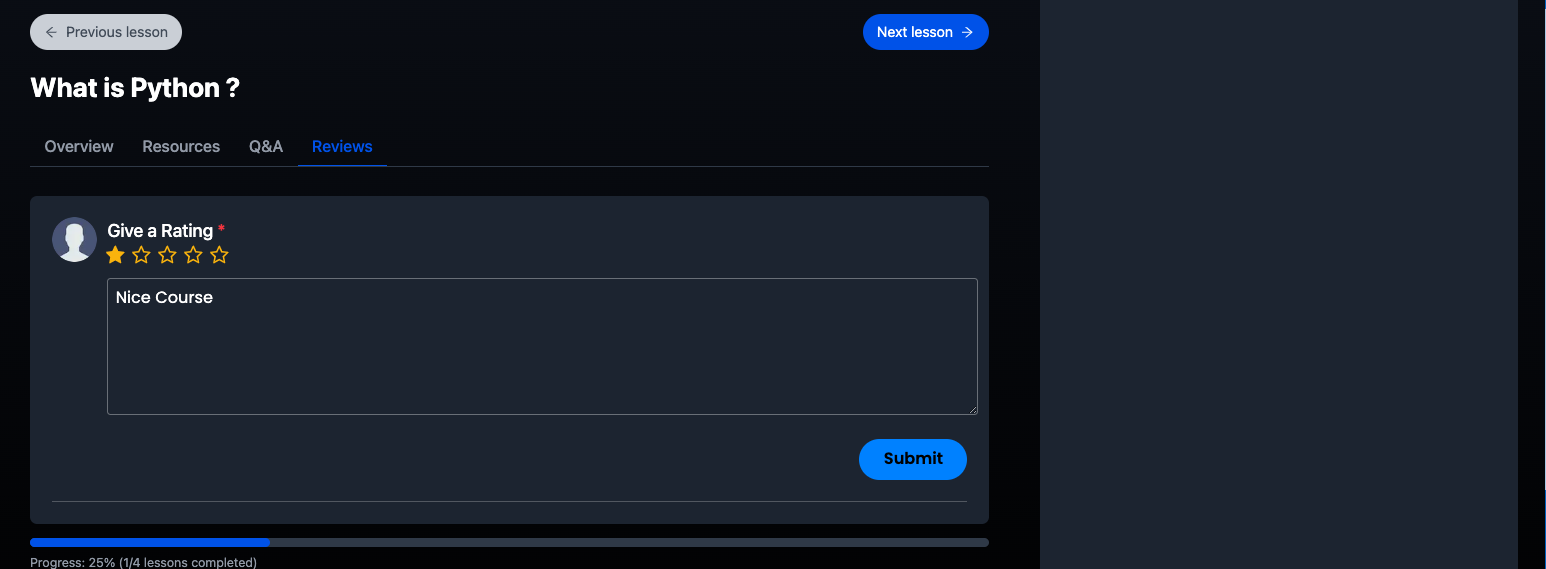 Previous lesson
Next lesson
What is Python ?
Overview
Resources
Q&A
Reviews
Give a Rating *
Nice Course
Submit
Progress: 25% (1/4 lessons completed)